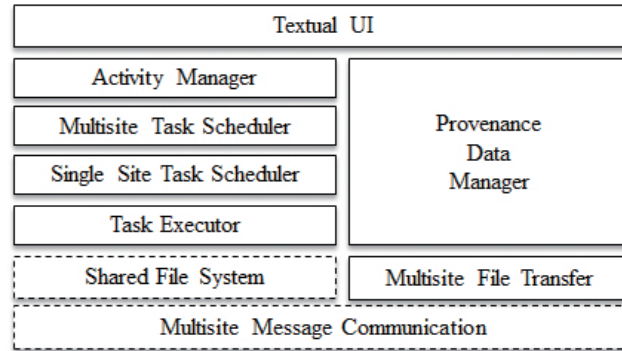 Textual UI
Activity Manager
Multisite Task Scheduler
Single Site Task Scheduler
Task Executor
Provenance
Data
Manager
Shared File System
Multisite File Transfer
Multisite Message Communication